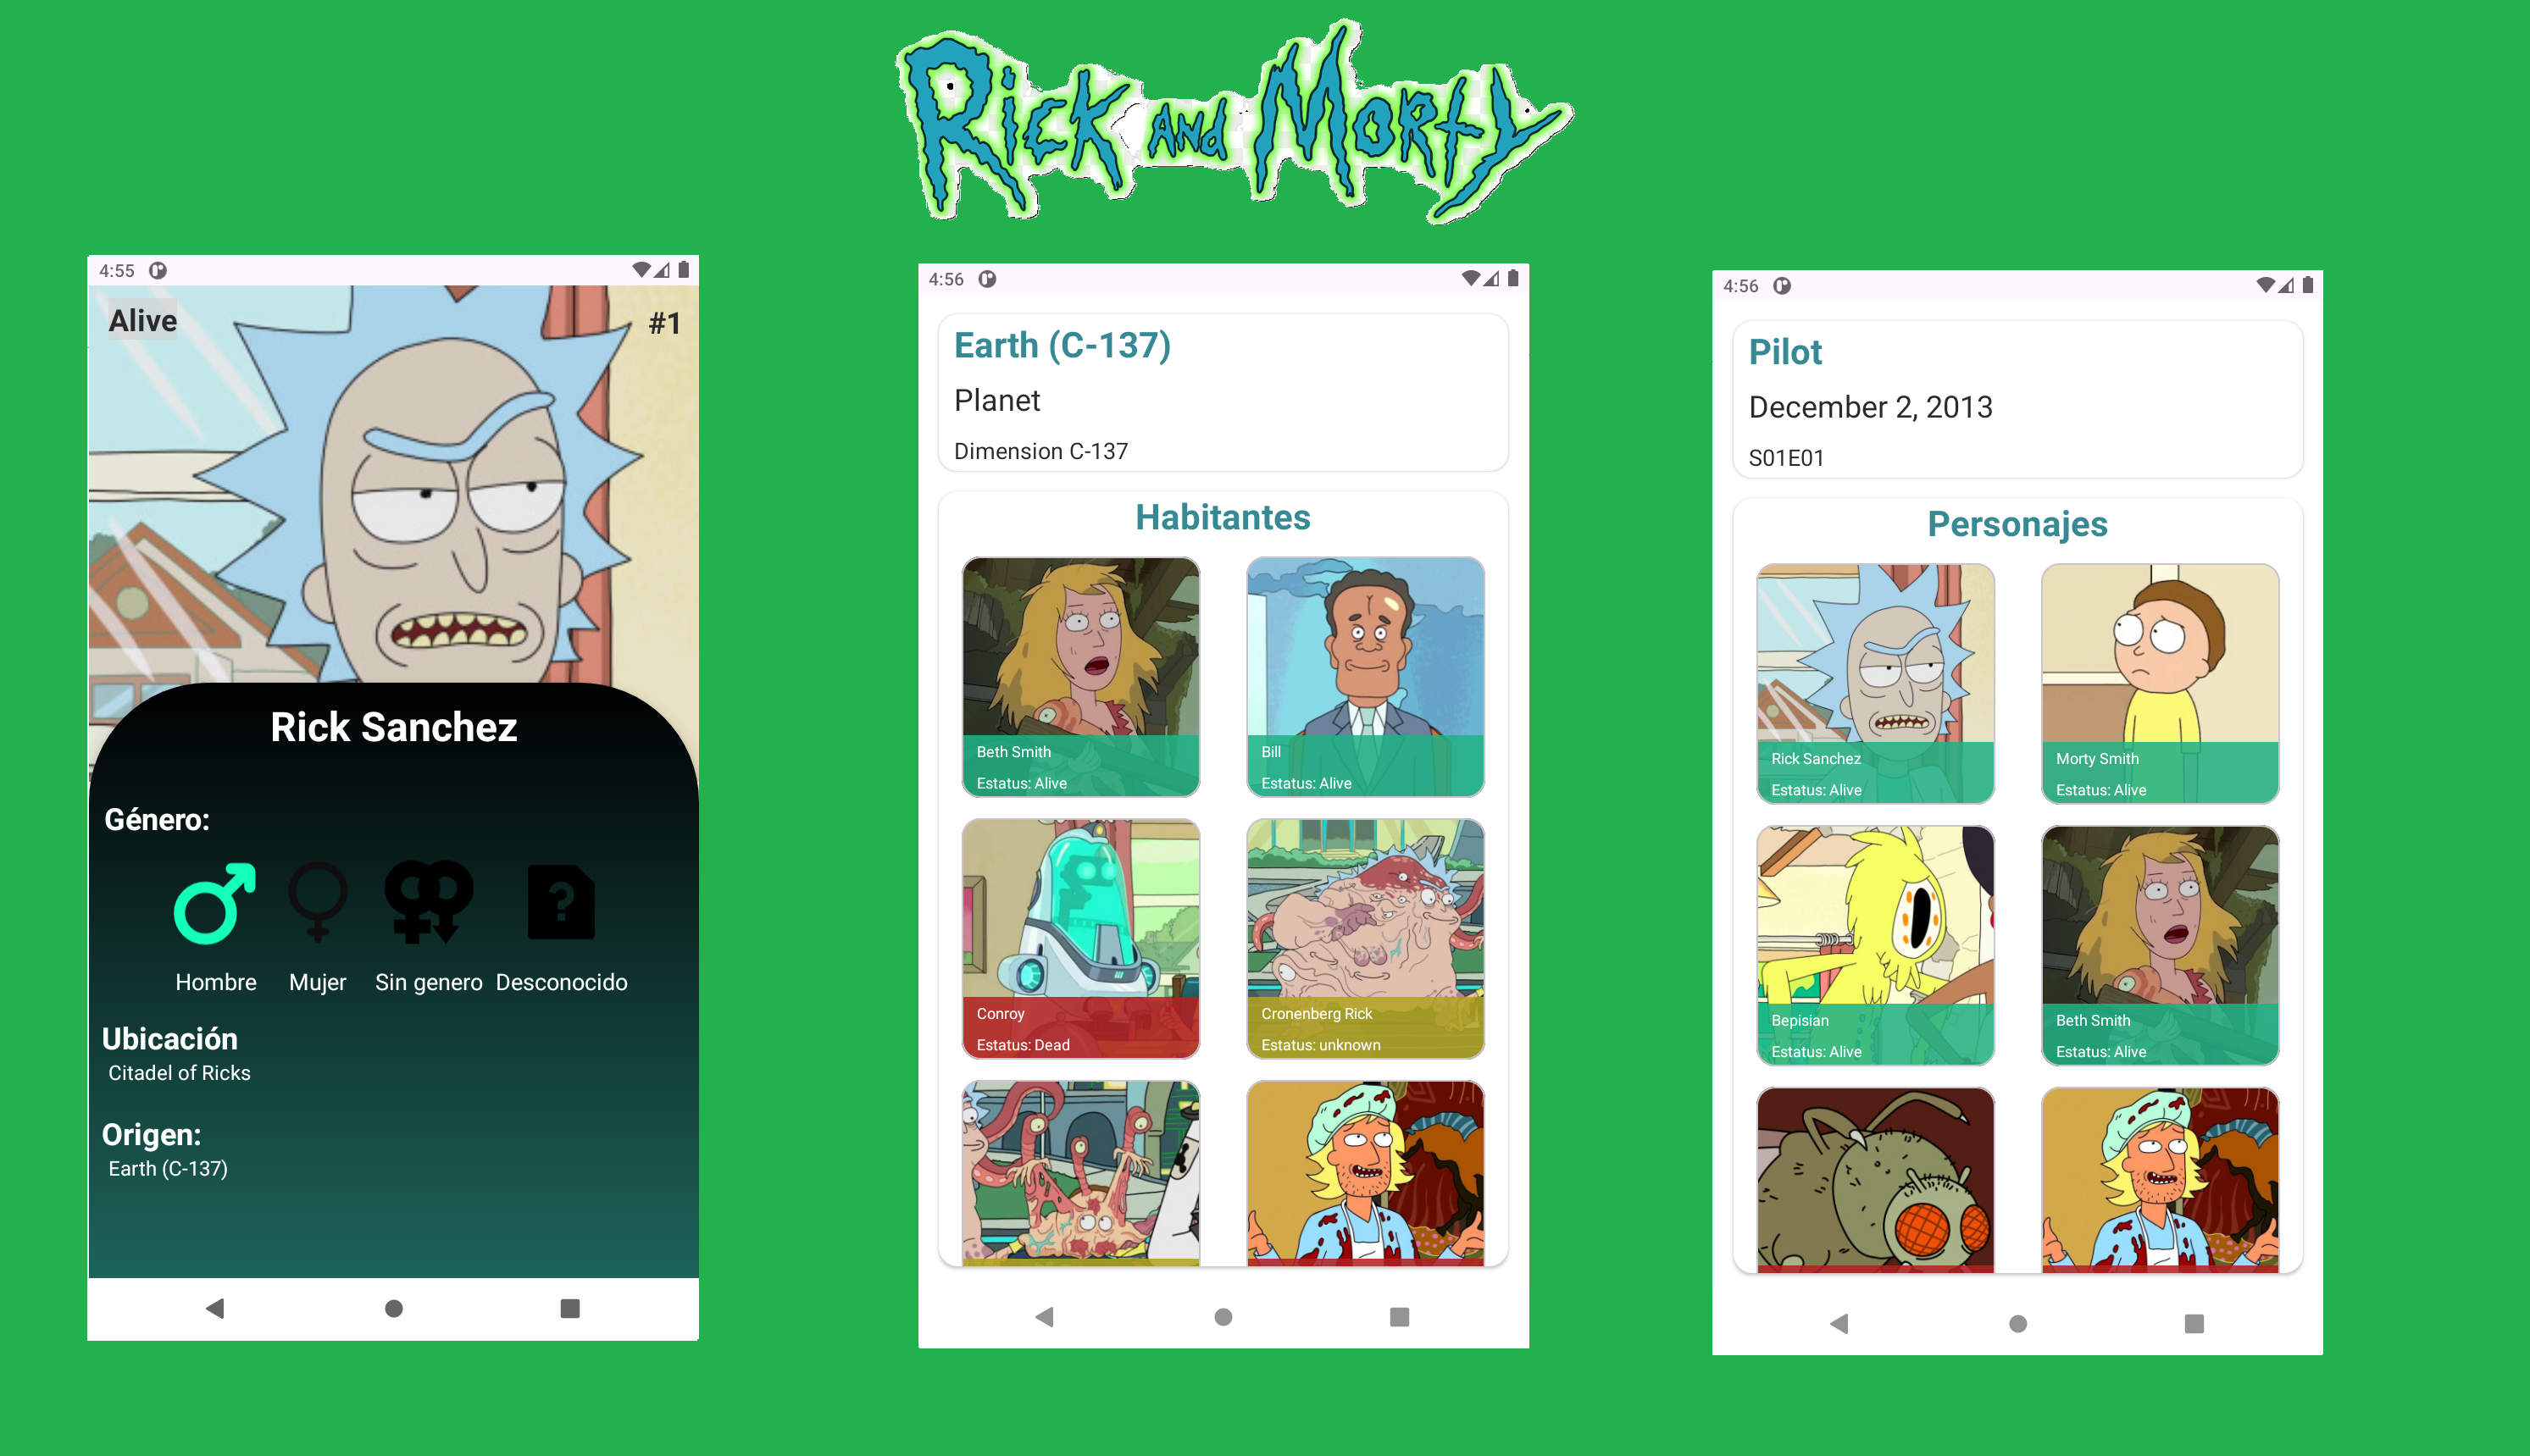 Rick and Morty
4:55
Alive
#1
Rick Sanchez
Género:
Hombre Mujer Sin genero Desconocido
Ubicación
Citadel of Ricks
Origen:
Earth (C-137)
4:56
Earth (C-137)
Planet
Dimension C-137
Habitantes
Beth Smith
Estatus: Alive
Bill
Estatus: Alive
Conroy
Estatus: Dead
Cronenberg Rick
Estatus: unknown
4:56
Pilot
December 2, 2013
S01E01
Personajes
Rick Sanchez
Estatus: Alive
Morty Smith
Estatus: Alive
Bepisian
Estatus: Alive
Beth Smith
Estatus: Alive